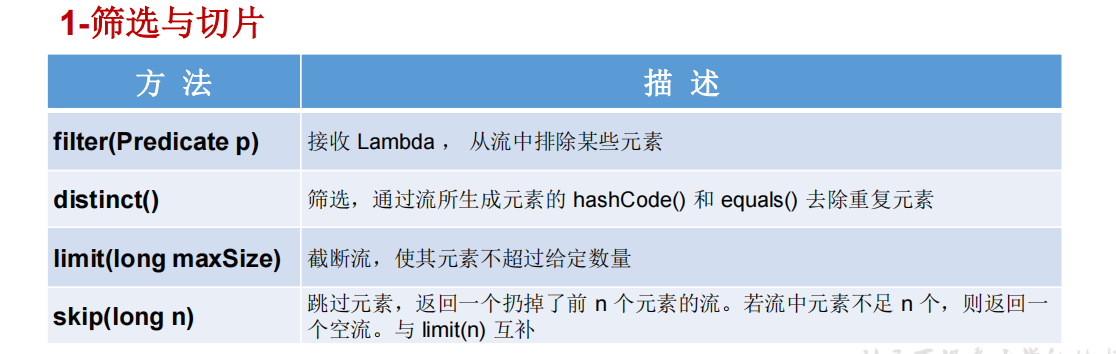 1-筛选与切片
方 法
描 述
filter(Predicate p)
接收 Lambda ， 从流中排除某些元素
distinct()
筛选，通过流所生成元素的 hashCode() 和 equals() 去除重复元素
limit(long maxSize)
截断流，使其元素不超过给定数量
skip(long n)
跳过元素，返回一个扔掉了前 n 个元素的流。若流中元素不足 n 个，则返回一
个空流。与 limit(n) 互补